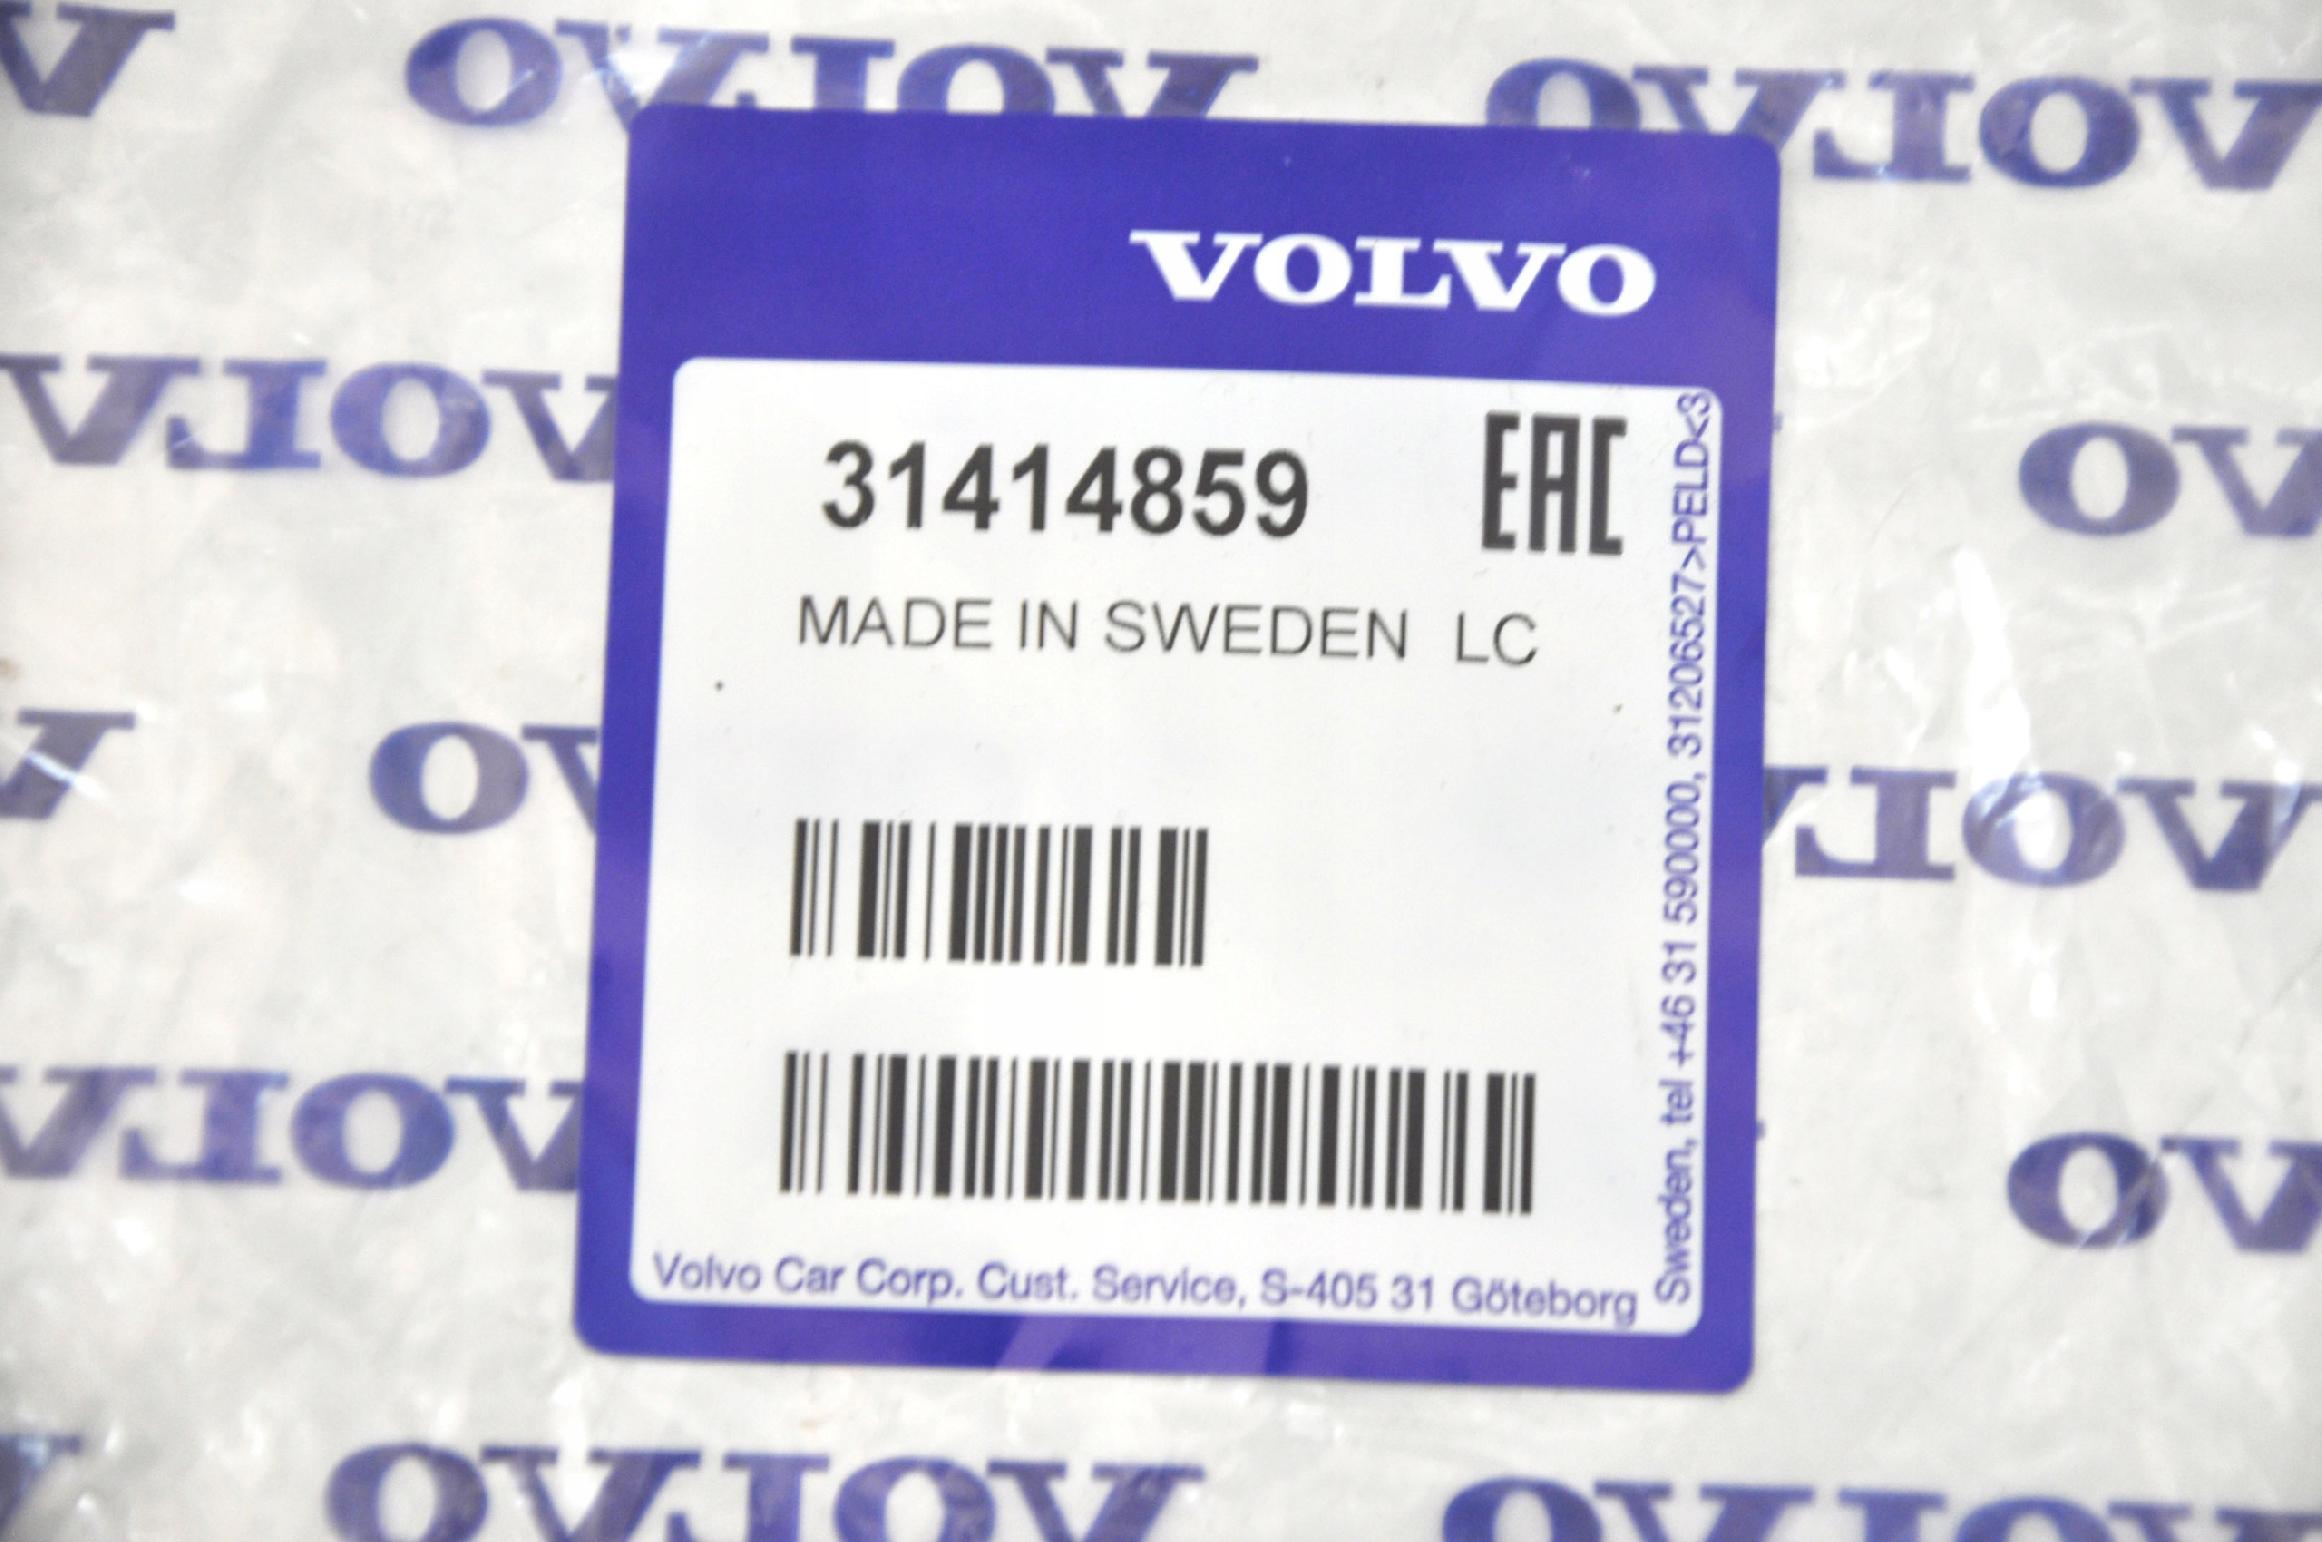 VOLVO
31414859
EAC
MADE IN SWEDEN LC
Volvo Car Corp. Cust. Service, S-405 31 Göteborg
Sweden, tel +46 31 590000, 31206527>PELD<3